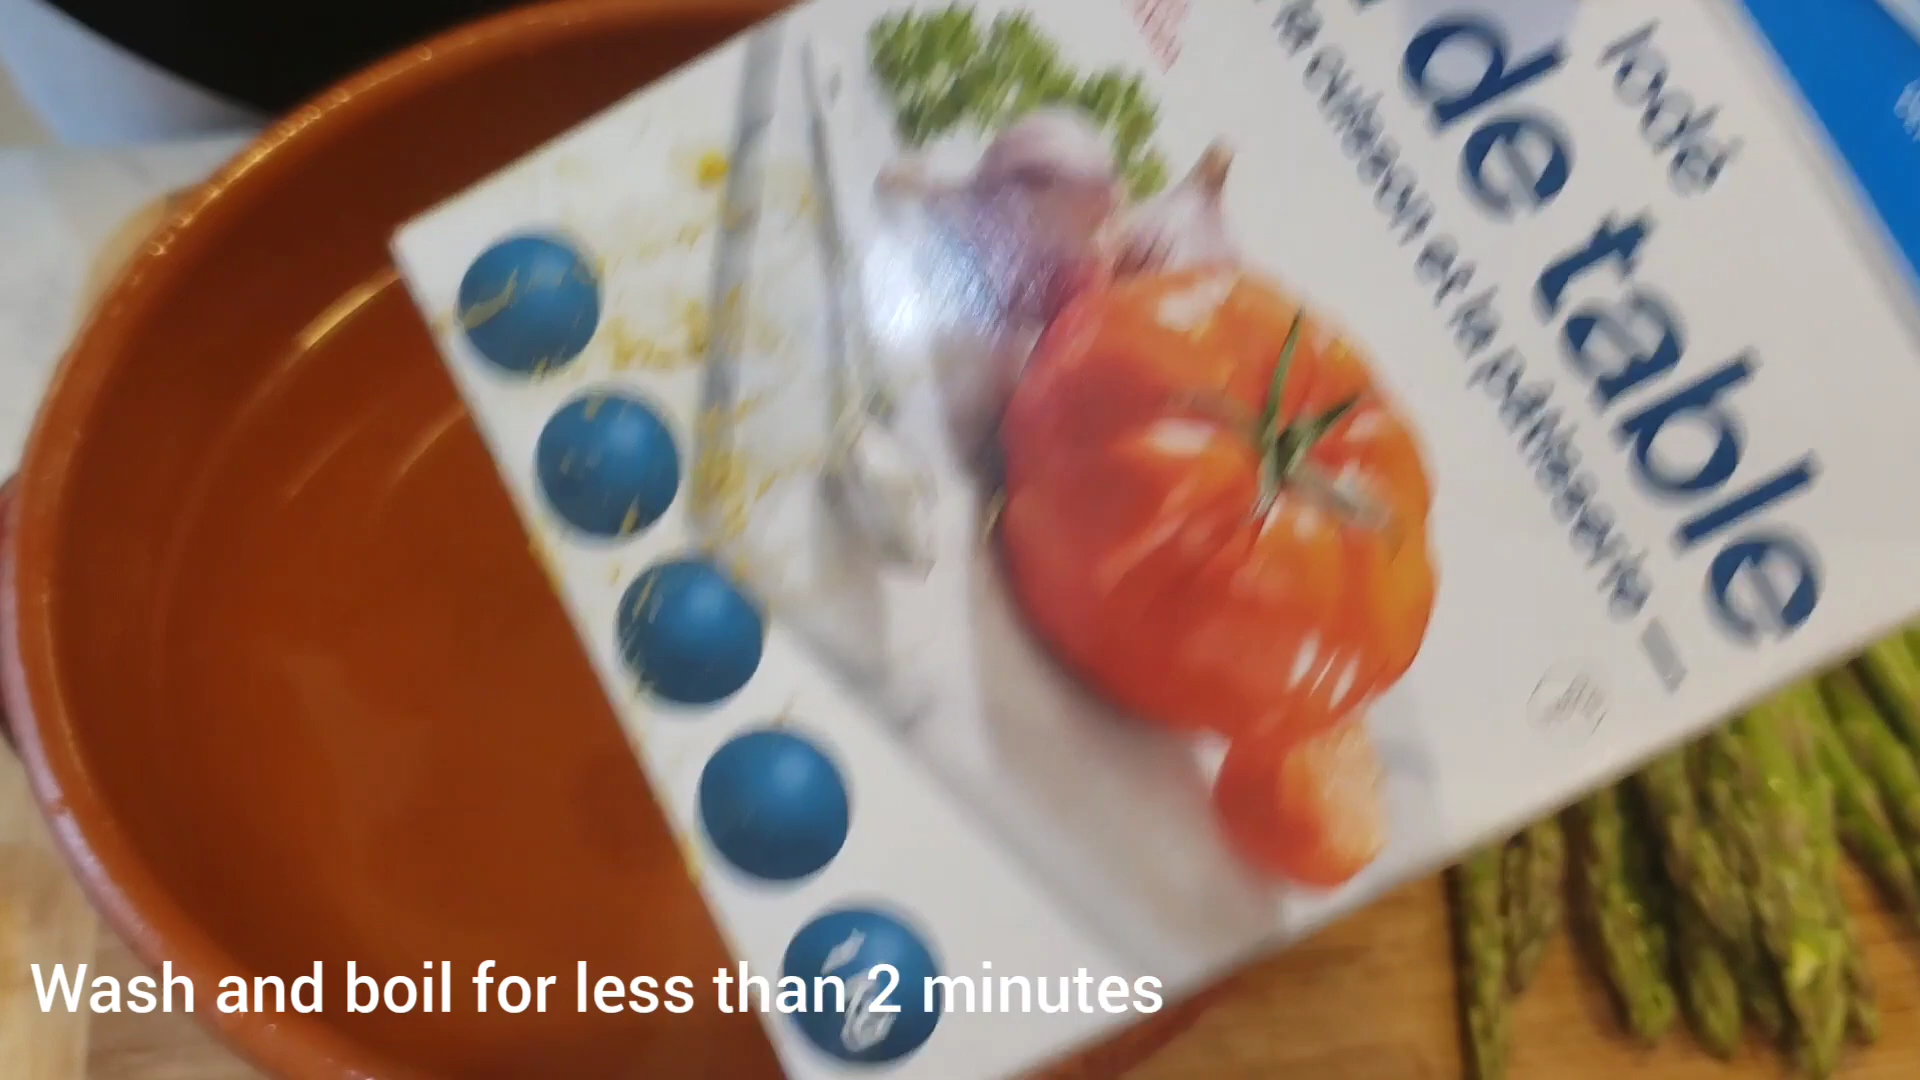 de table
iodé
la cuisson et la pâtisserie
Wash and boil for less than 2 minutes